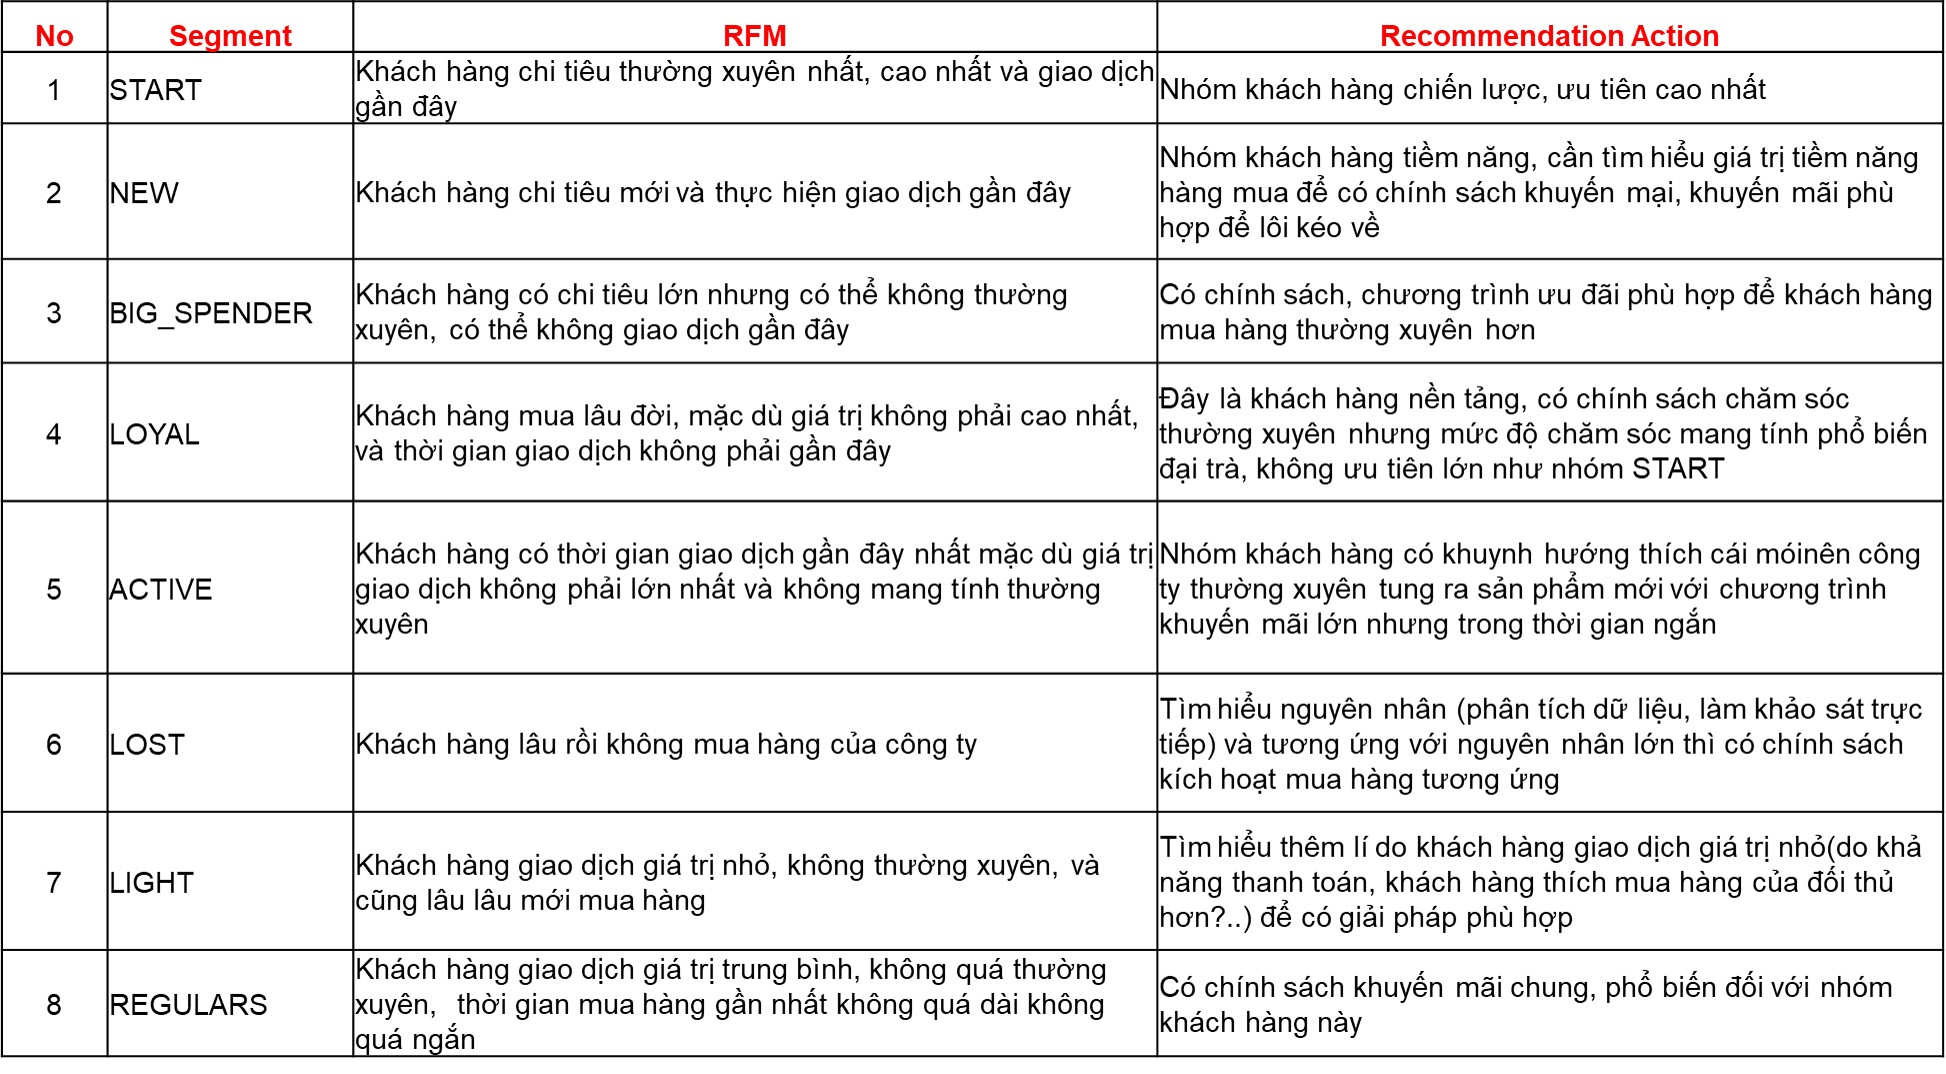 No Segment RFM Recommendation Action
1 START Khách hàng chi tiêu thường xuyên nhất, cao nhất và giao dịch
gần đây
Nhóm khách hàng chiến lược, ưu tiên cao nhất
2 NEW Khách hàng chi tiêu mới và thực hiện giao dịch gần đây
Nhóm khách hàng tiềm năng, cần tìm hiểu giá trị tiềm năng
hàng mua để có chính sách khuyến mại, khuyến mãi phù
hợp để lôi kéo về
3 BIG_SPENDER Khách hàng có chi tiêu lớn nhưng có thể không thường
xuyên, có thể không giao dịch gần đây
Có chính sách, chương trình ưu đãi phù hợp để khách hàng
mua hàng thường xuyên hơn
4 LOYAL Khách hàng mua lâu đời, mặc dù giá trị không phải cao nhất,
và thời gian giao dịch không phải gần đây
Đây là khách hàng nền tảng, có chính sách chăm sóc
thường xuyên nhưng mức độ chăm sóc mang tính phổ biến
đại trà, không ưu tiên lớn như nhóm START
5 ACTIVE Khách hàng có thời gian giao dịch gần đây nhất mặc dù giá trị
giao dịch không phải lớn nhất và không mang tính thường
xuyên
Nhóm khách hàng có khuynh hướng thích cái móinên công
ty thường xuyên tung ra sản phẩm mới với chương trình
khuyến mãi lớn nhưng trong thời gian ngắn
6 LOST Khách hàng lâu rồi không mua hàng của công ty
Tìm hiểu nguyên nhân (phân tích dữ liệu, làm khảo sát trực
tiếp) và tương ứng với nguyên nhân lớn thì có chính sách
kích hoạt mua hàng tương ứng
7 LIGHT Khách hàng giao dịch giá trị nhỏ, không thường xuyên, và
cũng lâu lâu mới mua hàng
Tìm hiểu thêm lí do khách hàng giao dịch giá trị nhỏ(do khả
năng thanh toán, khách hàng thích mua hàng của đối thủ
hơn?..) để có giải pháp phù hợp
8 REGULARS Khách hàng giao dịch giá trị trung bình, không quá thường
xuyên, thời gian mua hàng gần nhất không quá dài không
quá ngắn
Có chính sách khuyến mãi chung, phổ biến đối với nhóm
khách hàng này